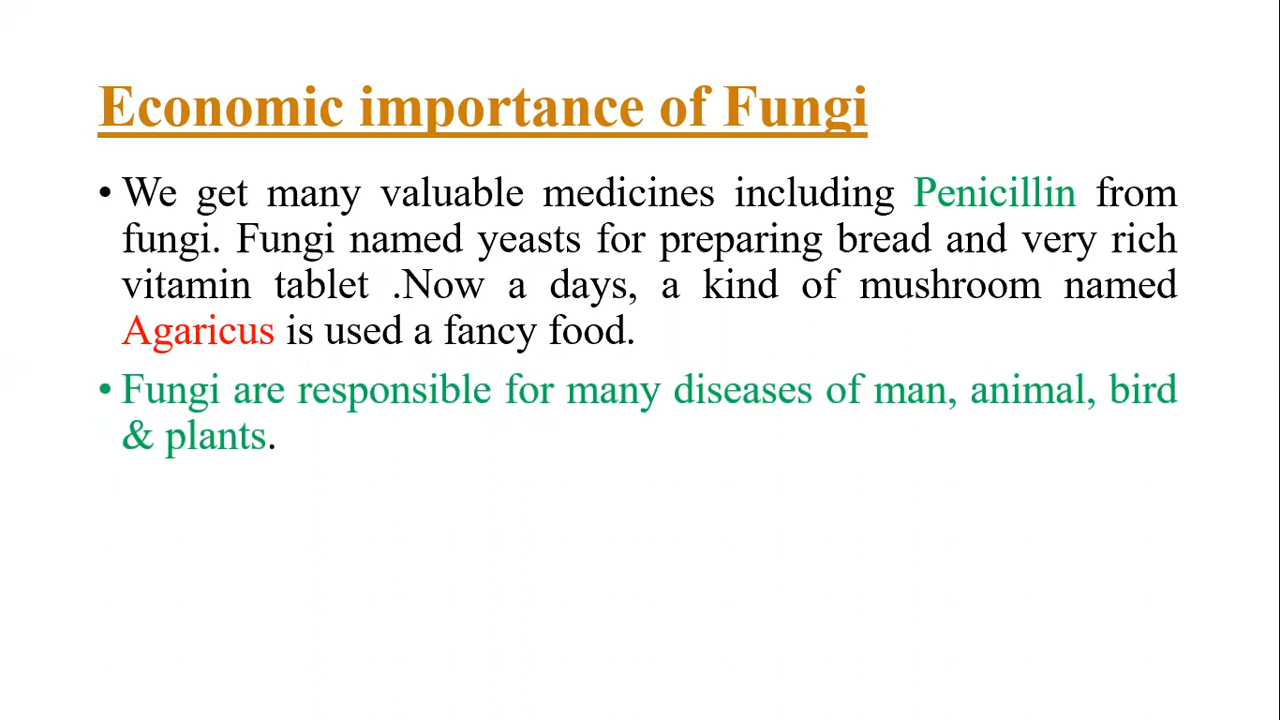 Economic importance of Fungi
• We get many valuable medicines including Penicillin from
fungi. Fungi named yeasts for preparing bread and very rich
vitamin tablet .Now a days, a kind of mushroom named
Agaricus is used a fancy food.
• Fungi are responsible for many diseases of man, animal, bird
& plants.